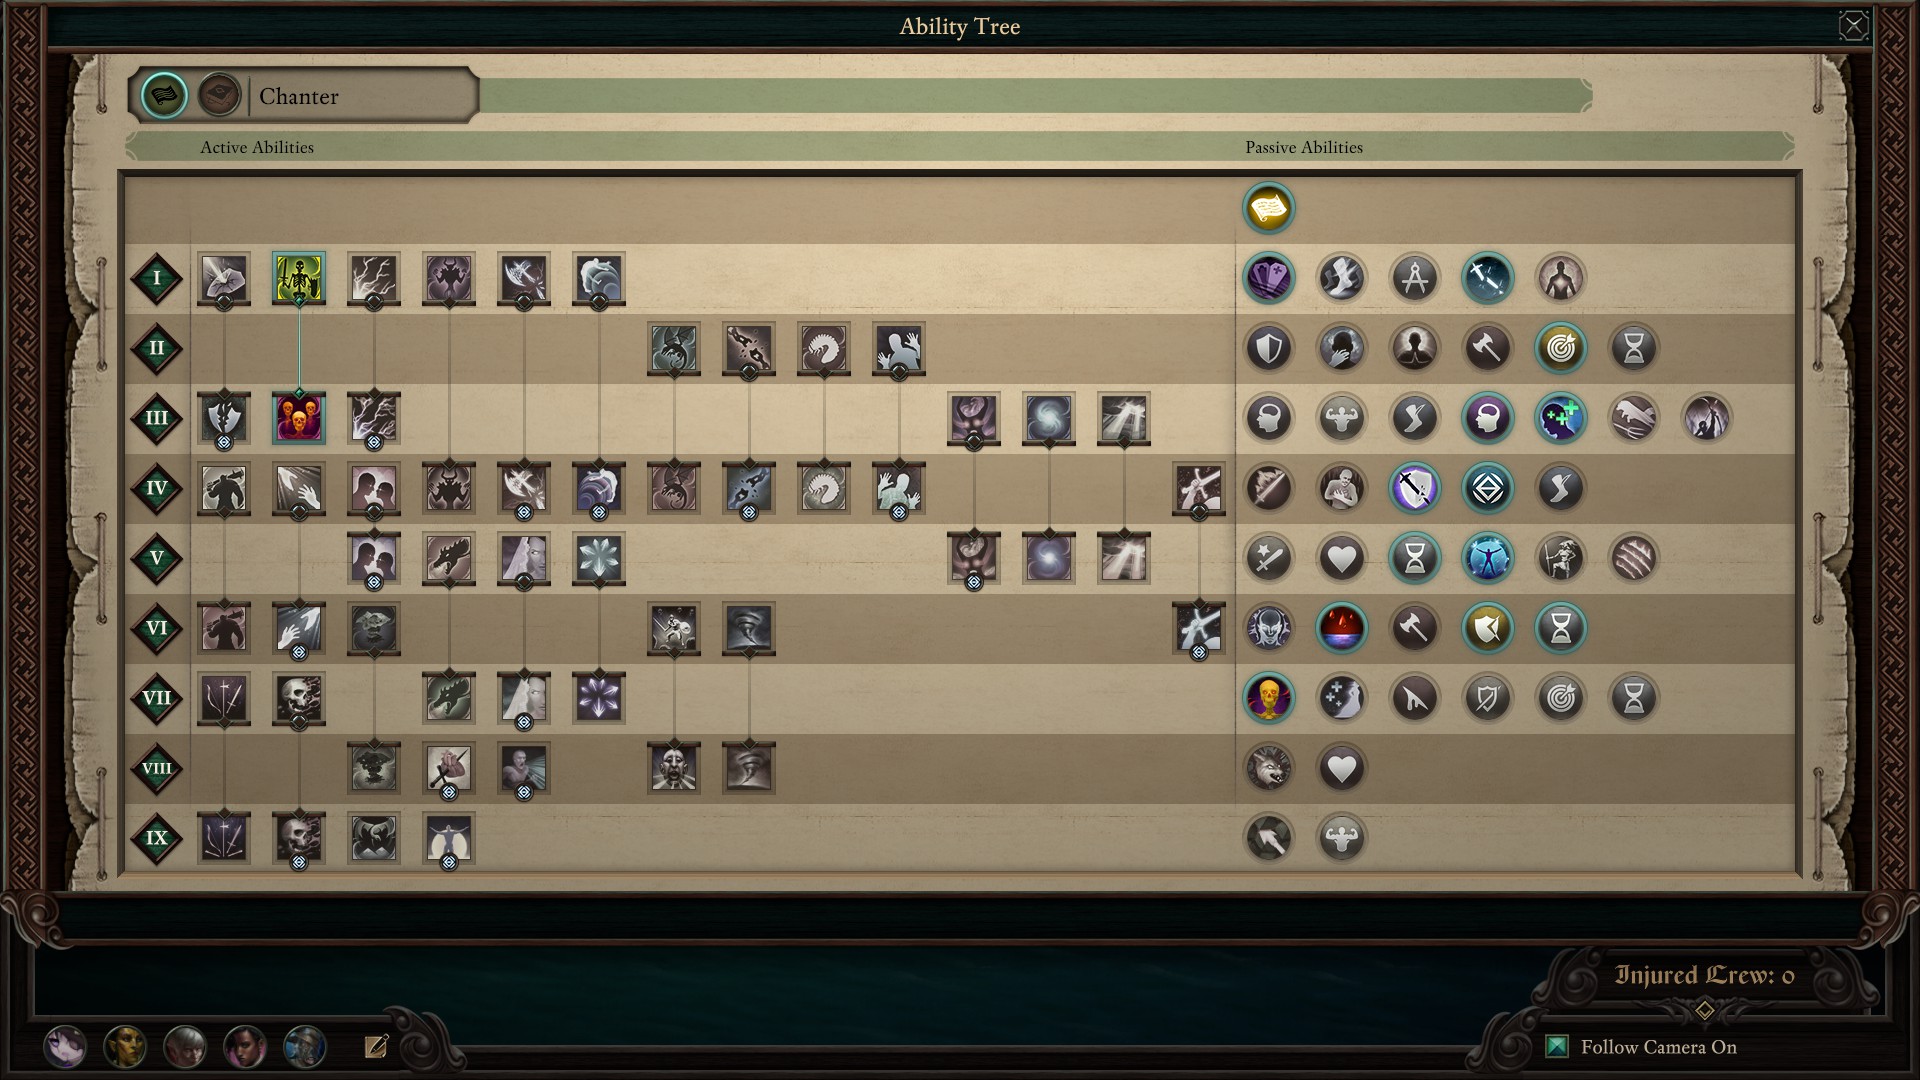 Ability Tree
Chanter
Active Abilities
Passive Abilities
I
II
III
IV
V
VI
VII
VIII
IX
Injured Crew: 0
Follow Camera On